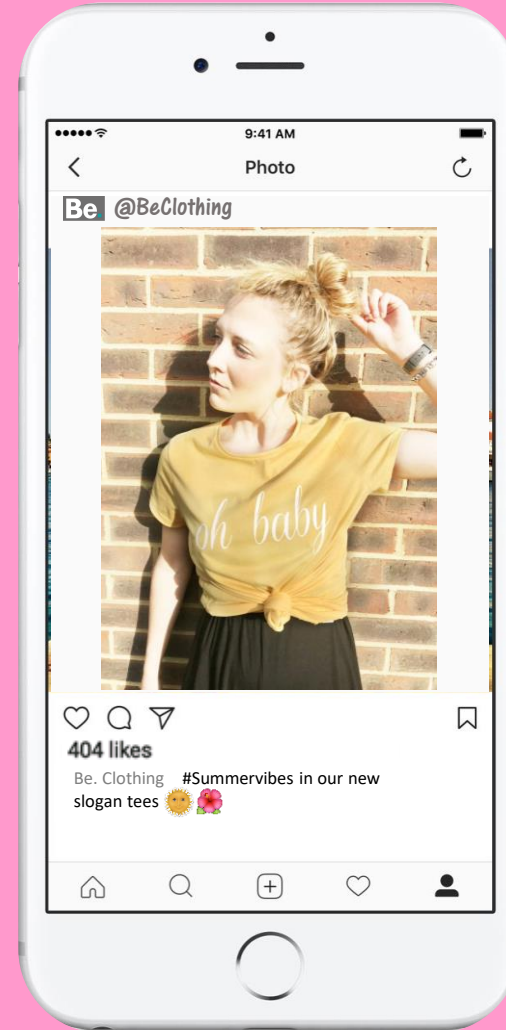 9:41 AM
Photo
Be. @BeClothing
oh baby
404 likes
Be. Clothing #Summervibes in our new
slogan tees